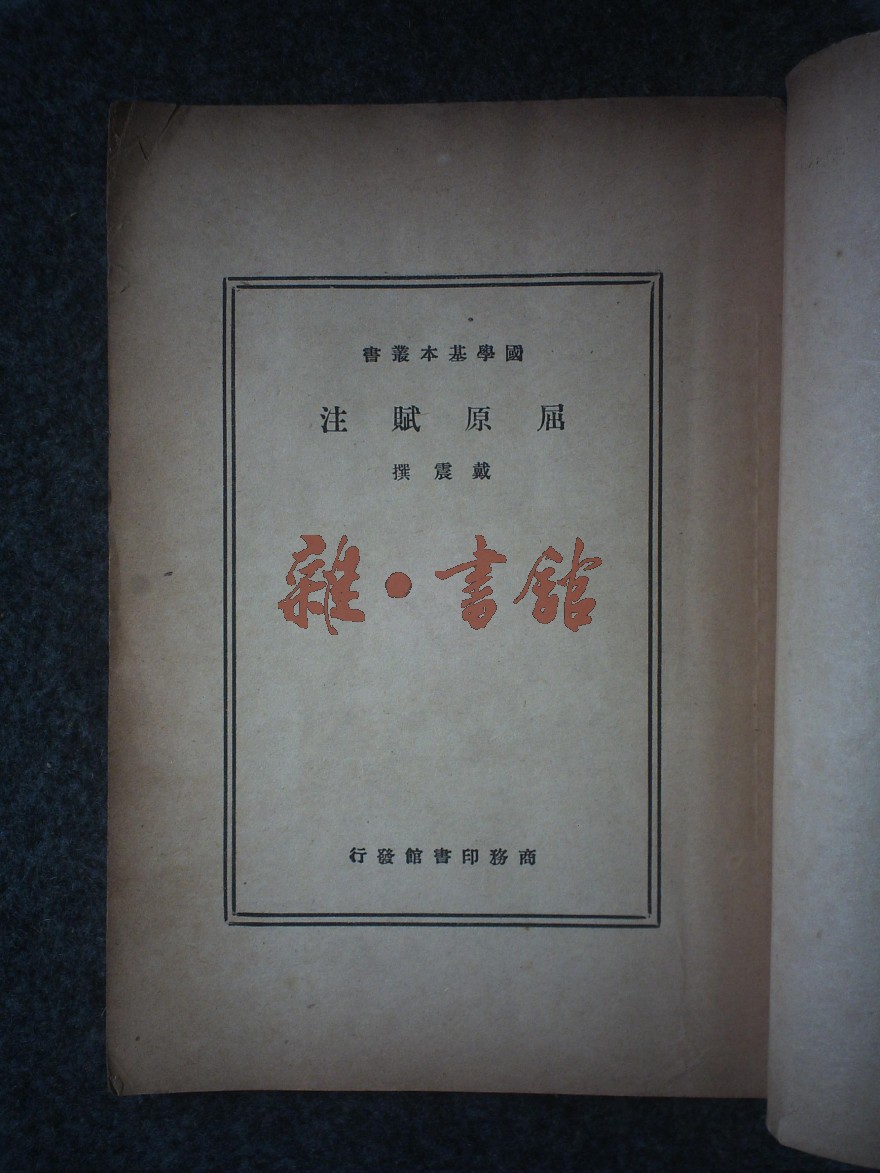 國學基本叢書
屈原賦注
戴震撰
雜·書館
商務印書館發行